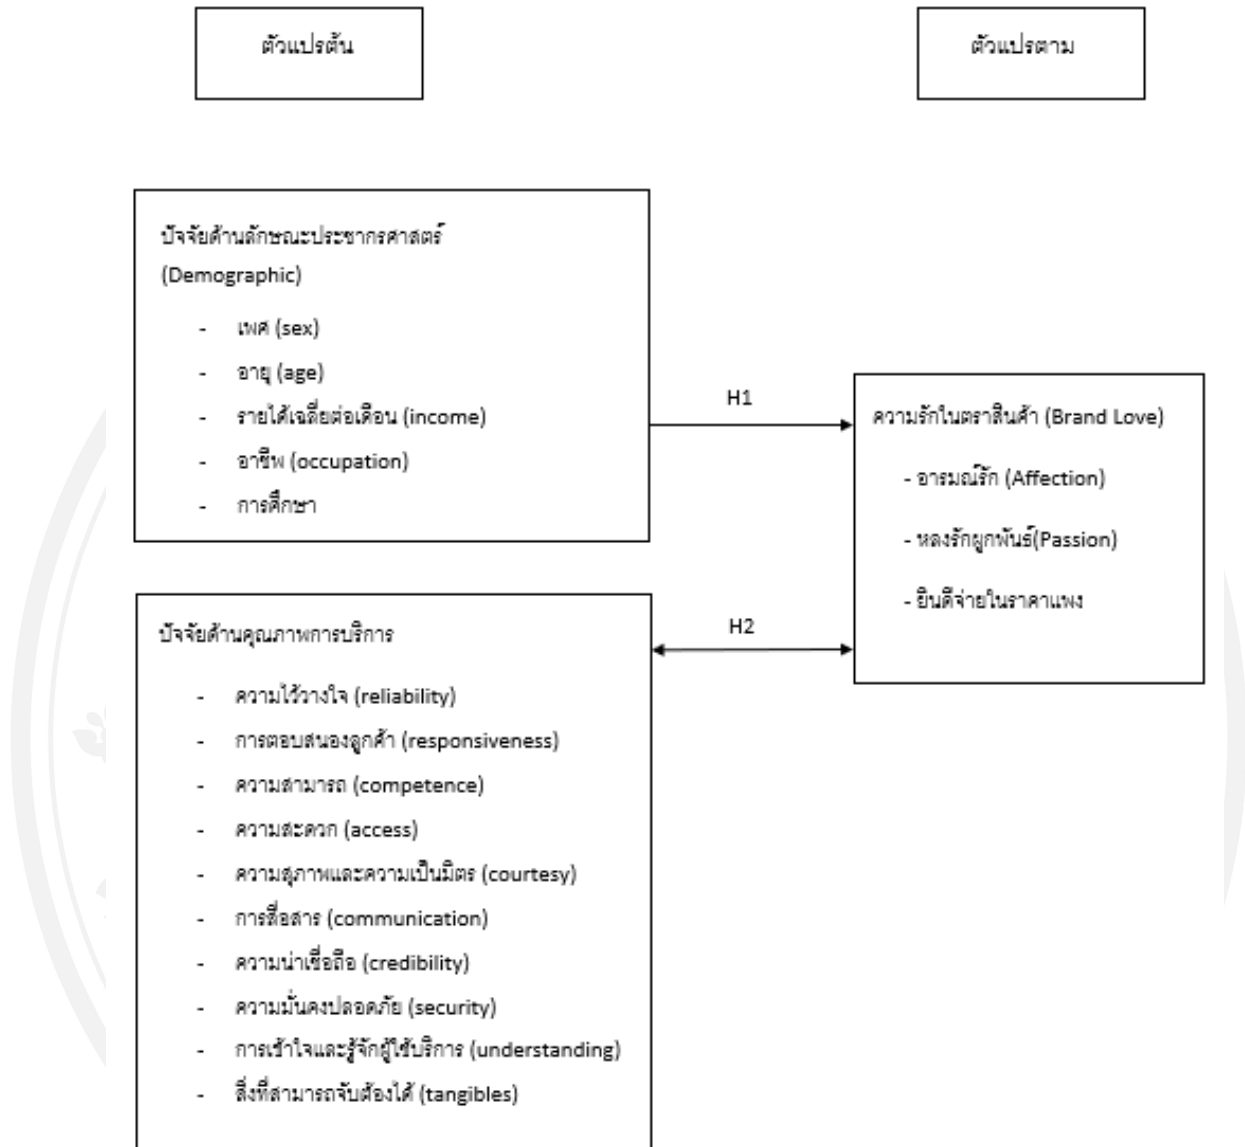 ตัวแปรต้น
ตัวแปรตาม
ปัจจัยด้านลักษณะประชากรศาสตร์
(Demographic)
- เพศ (sex)
- อายุ (age)
- รายได้เฉลี่ยต่อเดือน (income)
- อาชีพ (occupation)
- การศึกษา
H1
ความรักในตราสินค้า (Brand Love)
- อารมณ์รัก (Affection)
- หลงรักผูกพันธ์(Passion)
- ยินดีจ่ายในราคาแพง
H2
ปัจจัยด้านคุณภาพการบริการ
- ความไว้วางใจ (reliability)
- การตอบสนองลูกค้า (responsiveness)
- ความสามารถ (competence)
- ความสะดวก (access)
- ความสุภาพและความเป็นมิตร (courtesy)
- การสื่อสาร (communication)
- ความน่าเชื่อถือ (credibility)
- ความมั่นคงปลอดภัย (security)
- การเข้าใจและรู้จักผู้ใช้บริการ (understanding)
- สิ่งที่สามารถจับต้องได้ (tangibles)